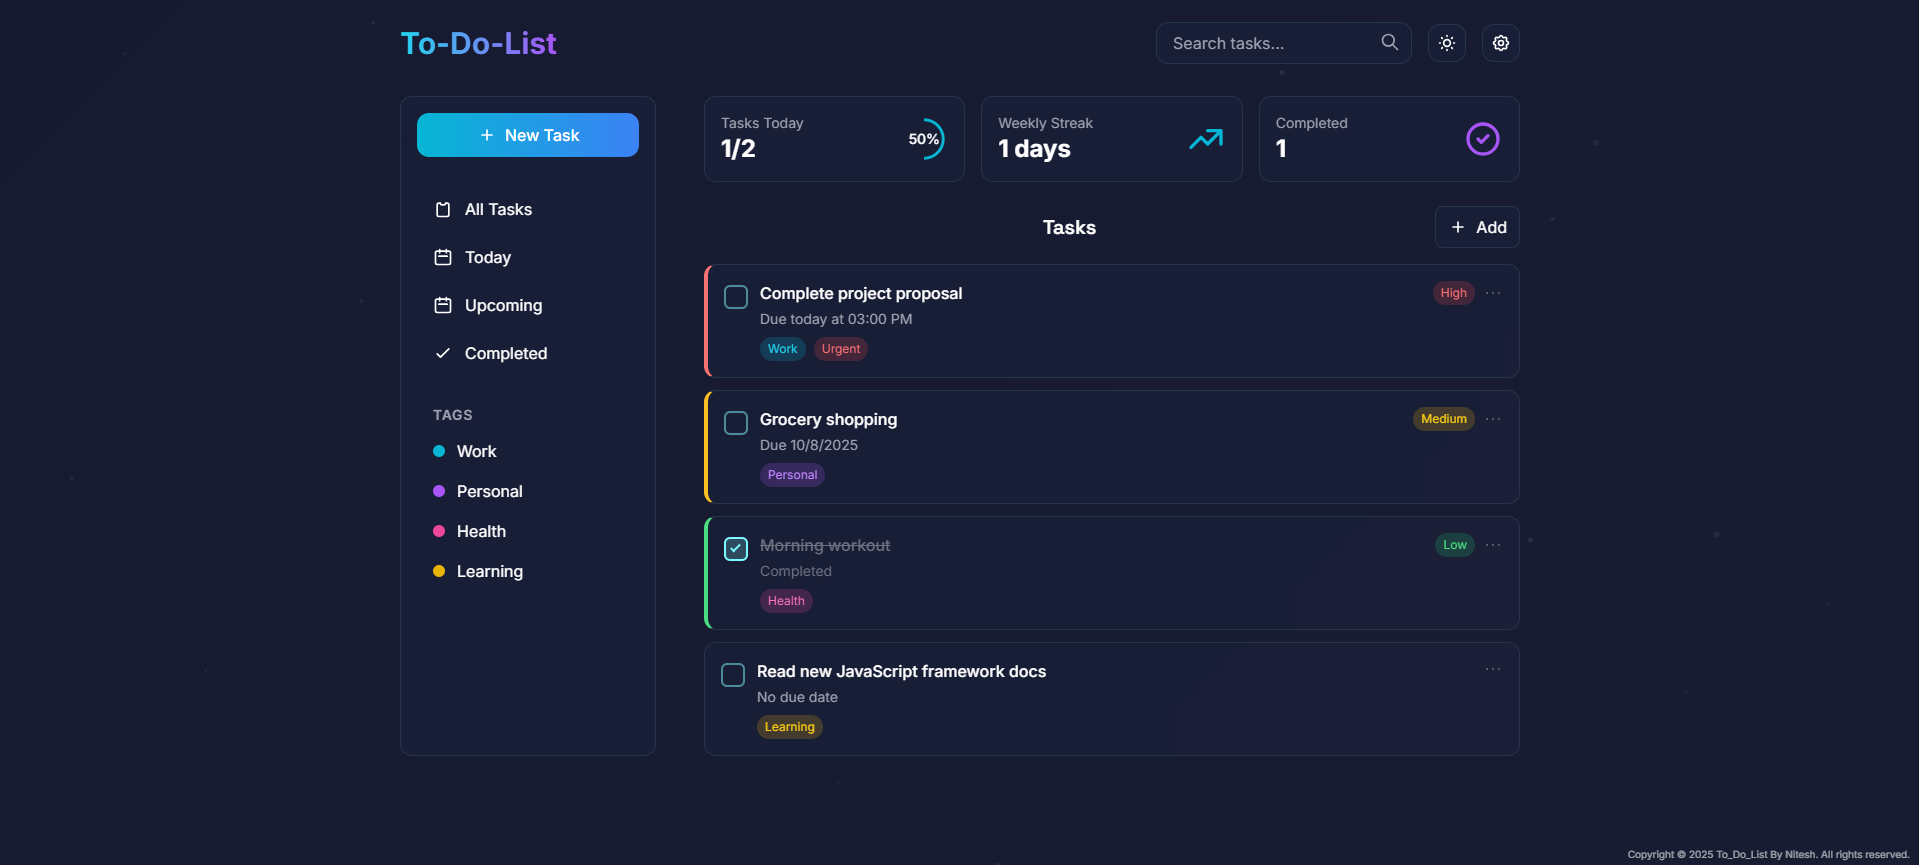 To-Do-List
Search tasks...
New Task
All Tasks
Today
Upcoming
Completed
TAGS
Work
Personal
Health
Learning
Tasks Today
1/2
50%
Weekly Streak
1 days
Completed
1
Tasks
Add
Complete project proposal
High
Due today at 03:00 PM
Work Urgent
Grocery shopping
Medium
Due 10/8/2025
Personal
Morning workout
Low
Completed
Health
Read new JavaScript framework docs
No due date
Learning
Copyright © 2025 To_Do_List By Nitesh. All rights reserved.